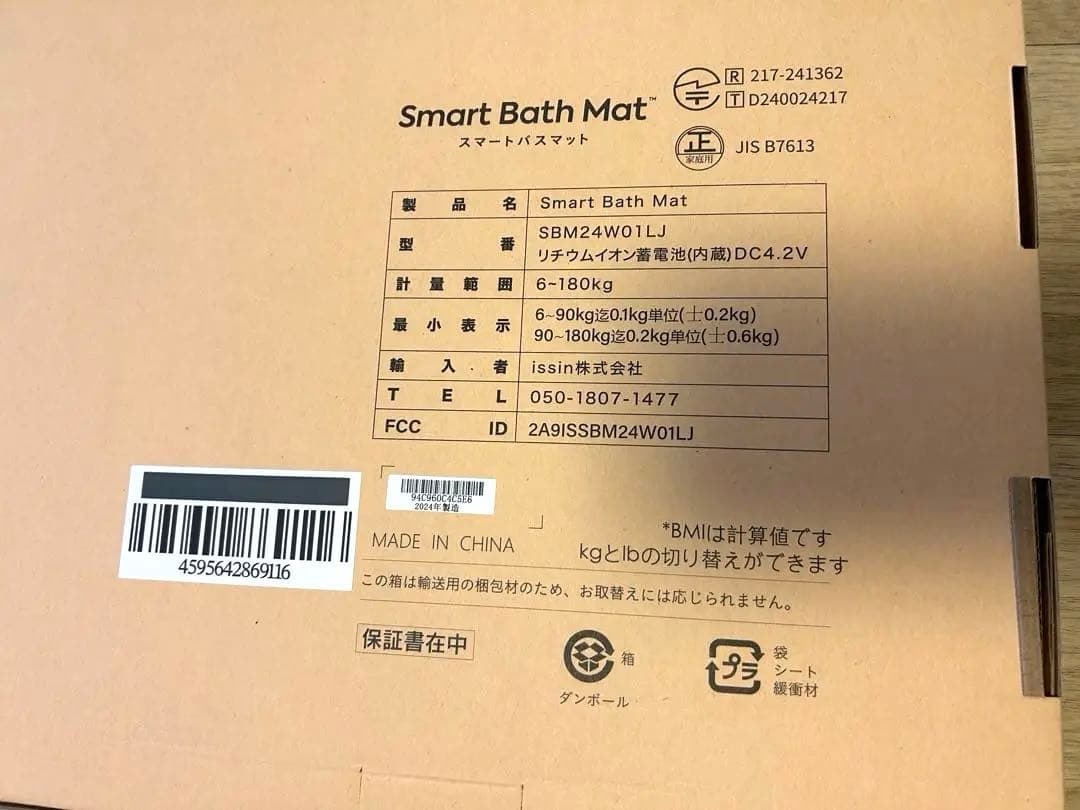 Smart Bath Mat™
スマートバスマット
R 217-241362
T D240024217
正
家庭用
JIS B7613
製品名 Smart Bath Mat
型番 SBM24W01LJ
リチウムイオン蓄電池(内蔵)DC4.2V
計量範囲 6~180kg
最小表示 6~90kg迄0.1kg単位(士0.2kg)
90~180kg迄0.2kg単位(士0.6kg)
輸入者 issin株式会社
TEL 050-1807-1477
FCC ID 2A9ISSBM24W01LJ
4595642869116
94C960C4C5E6
2024年製造
MADE IN CHINA
*BMIは計算値です
kgとlbの切り替えができます
この箱は輸送用の梱包材のため、お取替えには応じられません。
保証書在中
箱
ダンボール
プラ
袋
シート
緩衝材